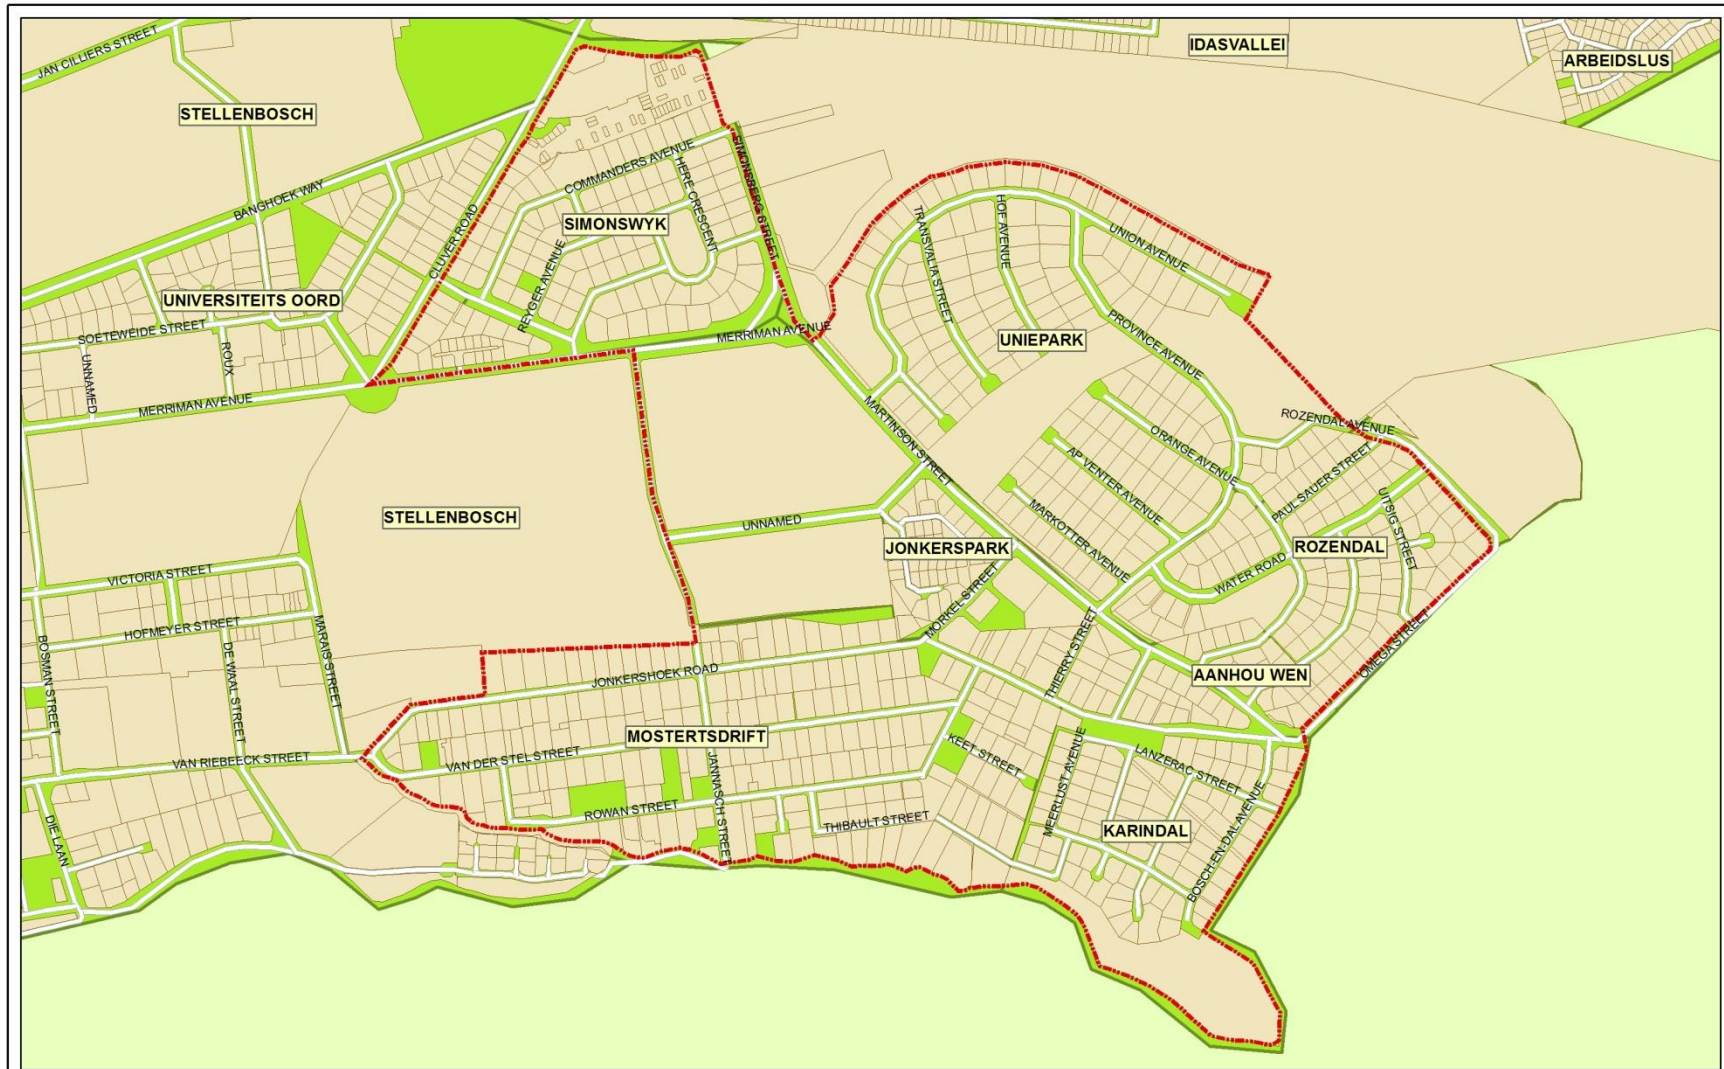 JAN CILLIERS STREET
IDASVALLEI
ARBEIDSLUS
STELLENBOSCH
BANGHOEK WAY
CLUVER ROAD
COMMANDERS AVENUE
HERE CRESCENT
SIMONSBERG STREET
SIMONSWYK
REYGER AVENUE
UNIVERSITEITS OORD
SOETEWEIDE STREET
UNNAMED
ROUX
MERRIMAN AVENUE
MERRIMAN AVENUE
TRANSVALIA STREET
HOF AVENUE
UNION AVENUE
UNIEPARK
PROVINCE AVENUE
MARTINSON STREET
ROZENDAL AVENUE
ORANGE AVENUE
AP VENTER AVENUE
MARKOTTER AVENUE
PAUL SAUER STREET
UITSIG STREET
STELLENBOSCH
UNNAMED
JONKERSPARK
ROZENDAL
WATER ROAD
VICTORIA STREET
HOFMEYER STREET
BOSMAN STREET
DE WAAL STREET
MARAIS STREET
MORKEL STREET
THIERRY STREET
JONKERSHOEK ROAD
AANHOU WEN
OMEGA STREET
MOSTERTSDRIFT
VAN RIEBEECK STREET
VAN DER STEL STREET
JANNASCH STREET
KEET STREET
MEERLUST AVENUE
LANZERAC STREET
ROWAN STREET
THIBAULT STREET
DIE LAAN
KARINDAL
BOSCH-EN-DAL AVENUE